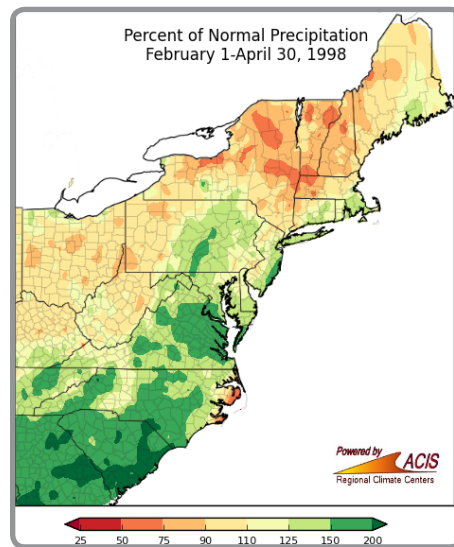 Percent of Normal Precipitation
February 1-April 30, 1998
Powered by
ACIS
Regional Climate Centers
25 50 75 90 110 125 150 200